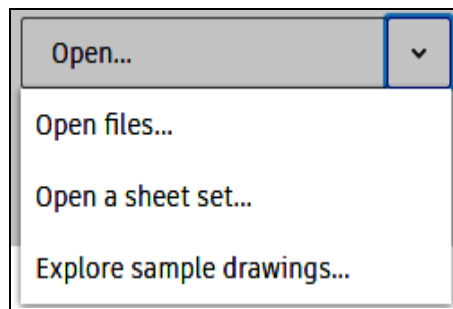 Open...
Open files...
Open a sheet set...
Explore sample drawings...